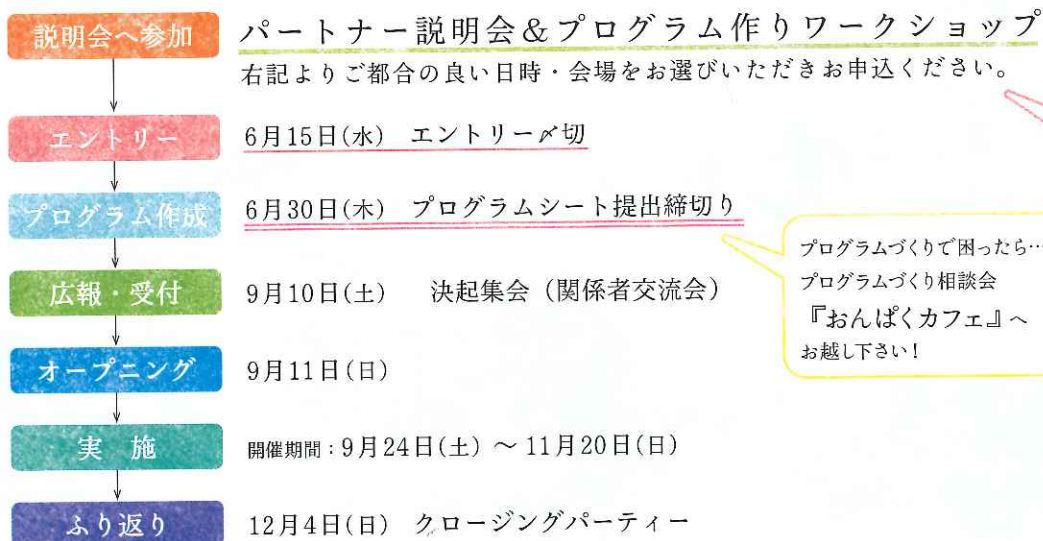 説明会へ参加
パートナー説明会&プログラム作りワークショップ
右記よりご都合の良い日時・会場をお選びいただきお申込ください。
エントリー
6月15日(水) エントリー〆切
プログラム作成
6月30日(木) プログラムシート提出締切り
プログラムづくりで困ったら…
プログラムづくり相談会
『おんぱくカフェ』へ
お越し下さい!
広報・受付
9月10日(土) 決起集会(関係者交流会)
オープニング
9月11日(日)
実 施
開催期間:9月24日(土) ~ 11月20日(日)
ふり返り
12月4日(日) クロージングパーティー